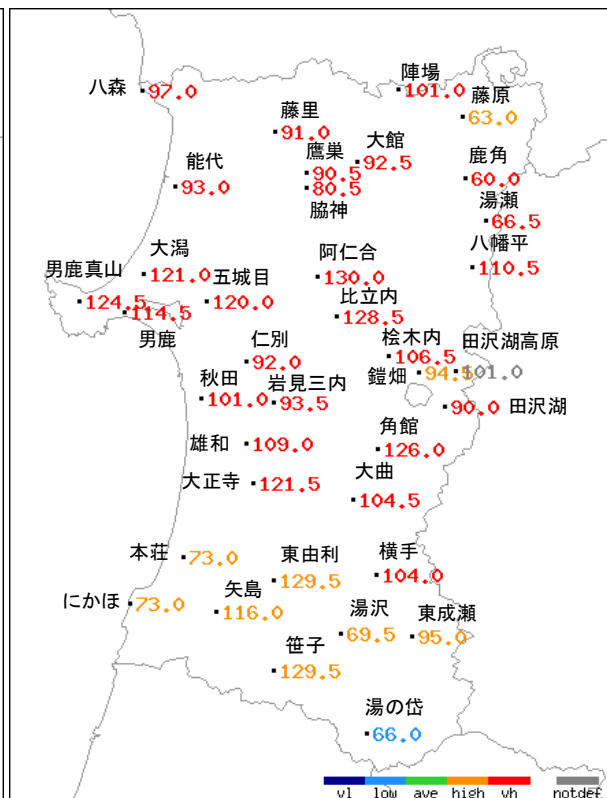 陣場
八森
97.0
101.0
藤原
63.0
藤里
91.0
大館
92.5
鷹巣
90.5
80.5
脇神
能代
93.0
鹿角
60.0
湯瀬
66.5
八幡平
110.5
大潟
121.0
男鹿真山
124.5
114.5
男鹿
五城目
120.0
阿仁合
130.0
比立内
128.5
仁別
92.0
桧木内
106.5
田沢湖高原
101.0
鎧畑
94.5
秋田
101.0
岩見三内
93.5
90.0
田沢湖
雄和
109.0
角館
126.0
大正寺
121.5
大曲
104.5
本荘
73.0
東由利
129.5
横手
104.0
にかほ
73.0
矢島
116.0
湯沢
69.5
東成瀬
95.0
笹子
129.5
湯の岱
66.0
vl low ave high vh notdef